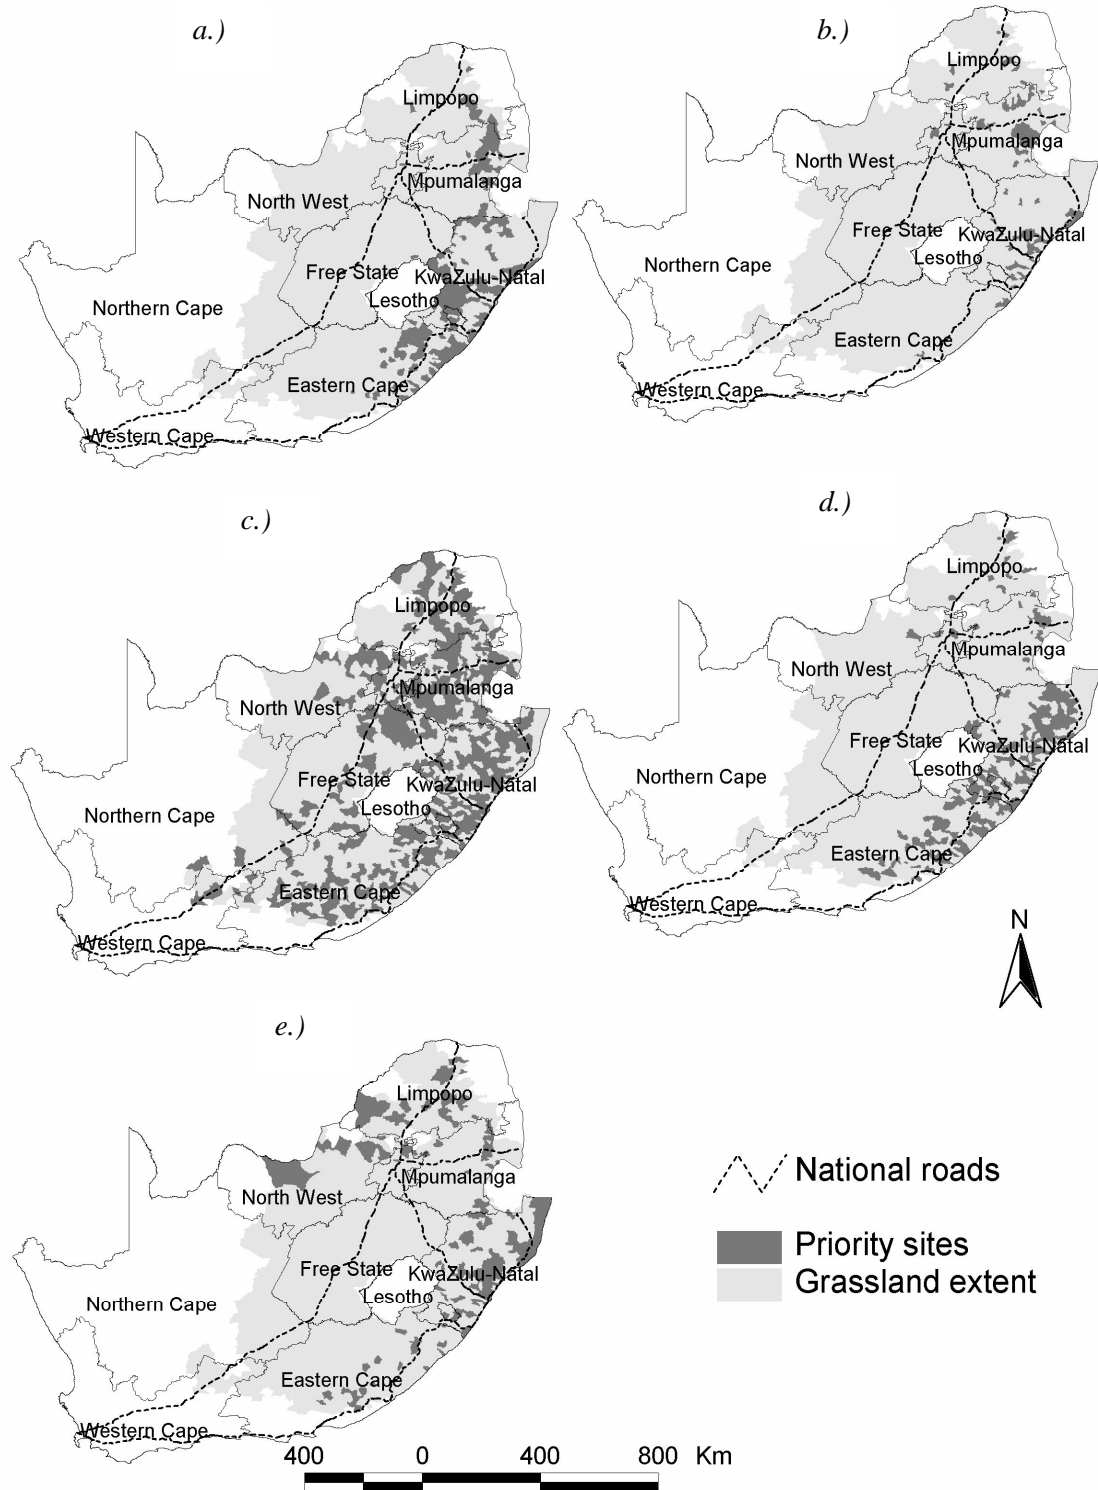 a.)
Limpopo
North West
Mpumalanga
Free State
KwaZulu-Natal
Lesotho
Northern Cape
Eastern Cape
Western Cape
b.)
Limpopo
Mpumalanga
North West
Free State
KwaZulu-Natal
Lesotho
Northern Cape
Eastern Cape
Western Cape
c.)
Limpopo
Mpumalanga
North West
Free State
KwaZulu-Natal
Lesotho
Northern Cape
Eastern Cape
Western Cape
d.)
Limpopo
Mpumalanga
North West
Free State
KwaZulu-Natal
Lesotho
Northern Cape
Eastern Cape
Western Cape
N
e.)
Limpopo
Mpumalanga
North West
Free State
KwaZulu-Natal
Lesotho
Northern Cape
Eastern Cape
Western Cape
National roads
Priority sites
Grassland extent
400 0 400 800 Km